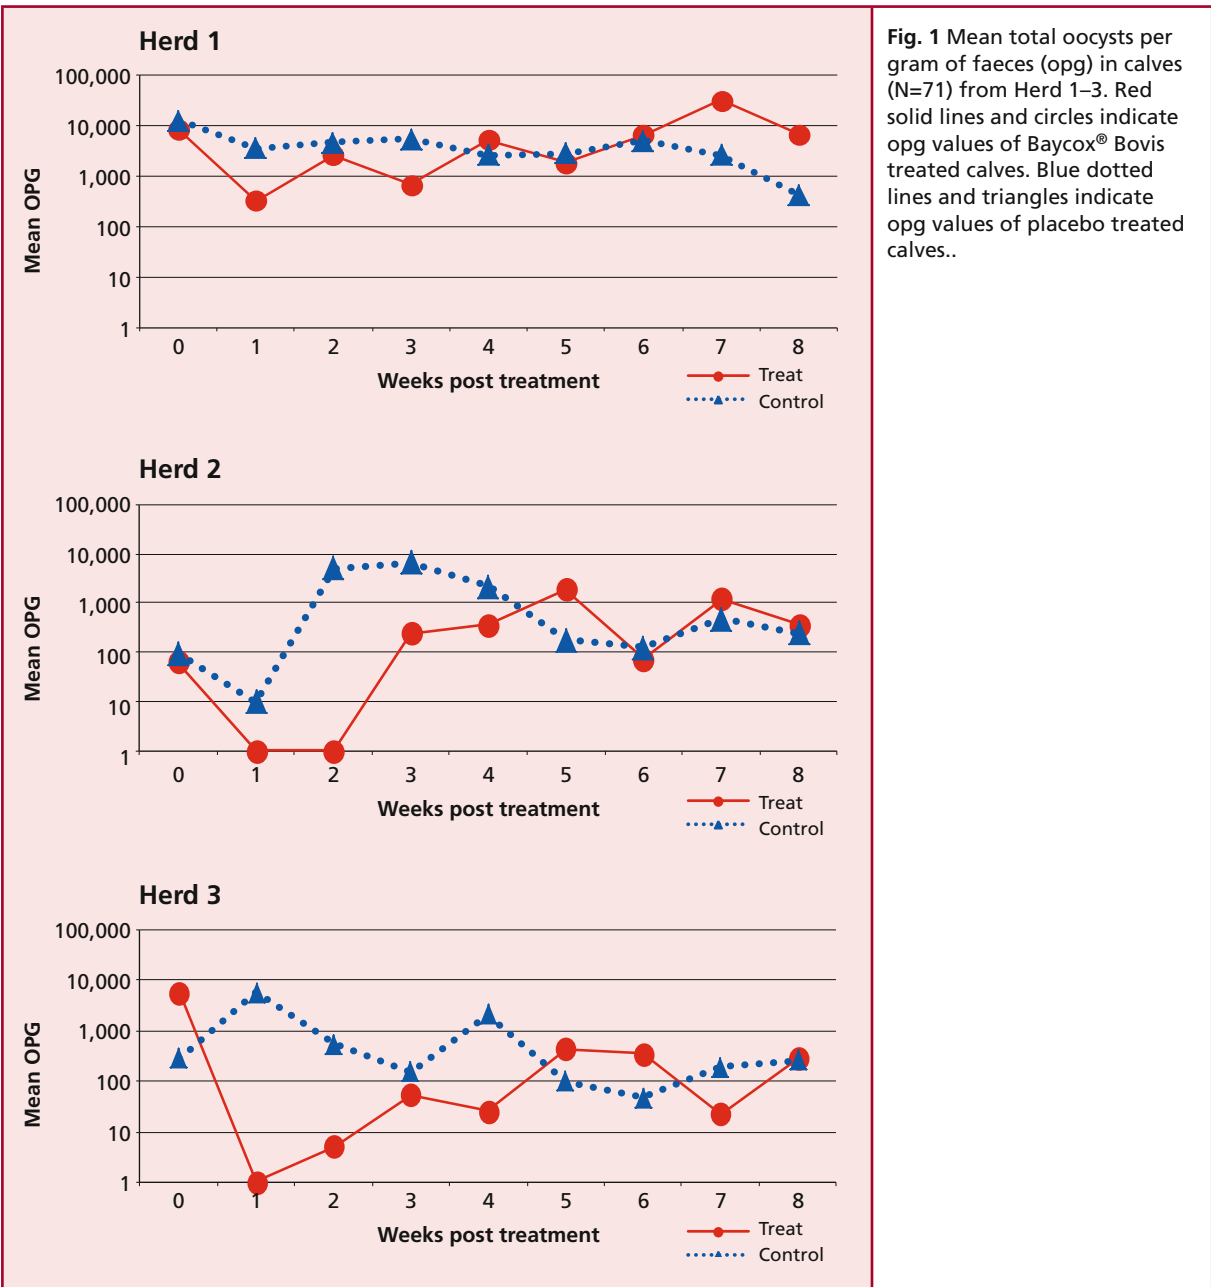 Herd 1
100,000
10,000
1,000
100
10
1
Mean OPG
0 1 2 3 4 5 6 7 8
Weeks post treatment
Treat
Control
Herd 2
100,000
10,000
1,000
100
10
1
Mean OPG
0 1 2 3 4 5 6 7 8
Weeks post treatment
Treat
Control
Herd 3
100,000
10,000
1,000
100
10
1
Mean OPG
0 1 2 3 4 5 6 7 8
Weeks post treatment
Treat
Control
Fig. 1 Mean total oocysts per
gram of faeces (opg) in calves
(N=71) from Herd 1–3. Red
solid lines and circles indicate
opg values of Baycox® Bovis
treated calves. Blue dotted
lines and triangles indicate
opg values of placebo treated
calves..